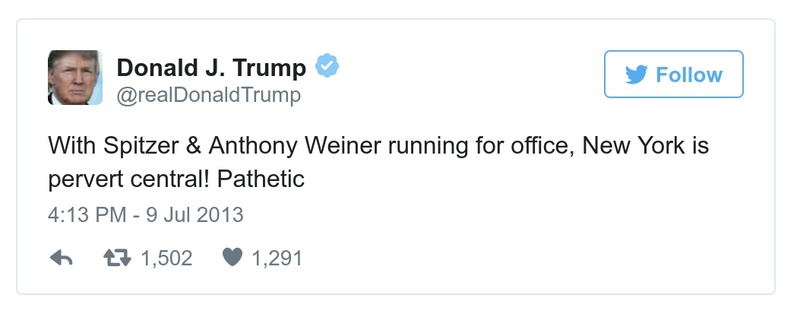 Donald J. Trump
@realDonaldTrump
Follow
With Spitzer & Anthony Weiner running for office, New York is
pervert central! Pathetic
4:13 PM - 9 Jul 2013
1,502 1,291